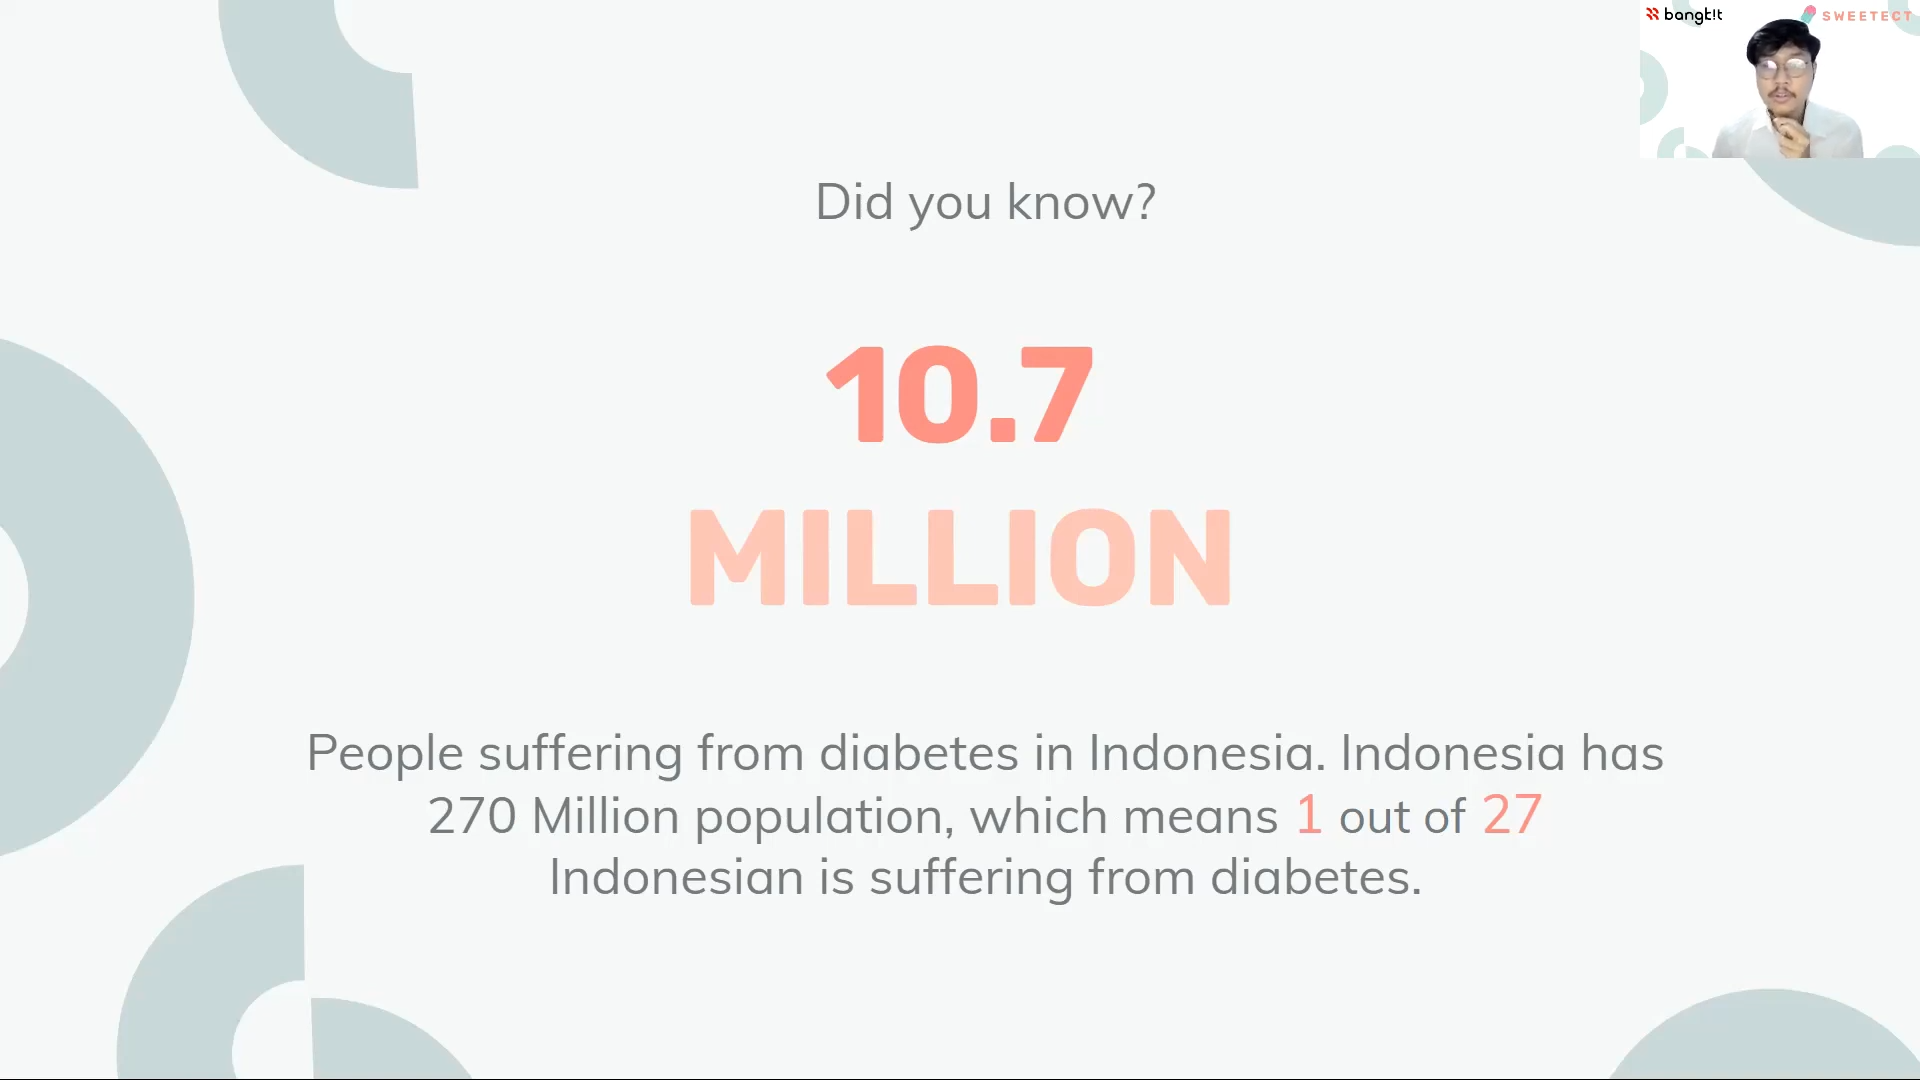 bangk!t
SWEETECT
Did you know?
10.7
MILLION
People suffering from diabetes in Indonesia. Indonesia has
270 Million population, which means 1 out of 27
Indonesian is suffering from diabetes.